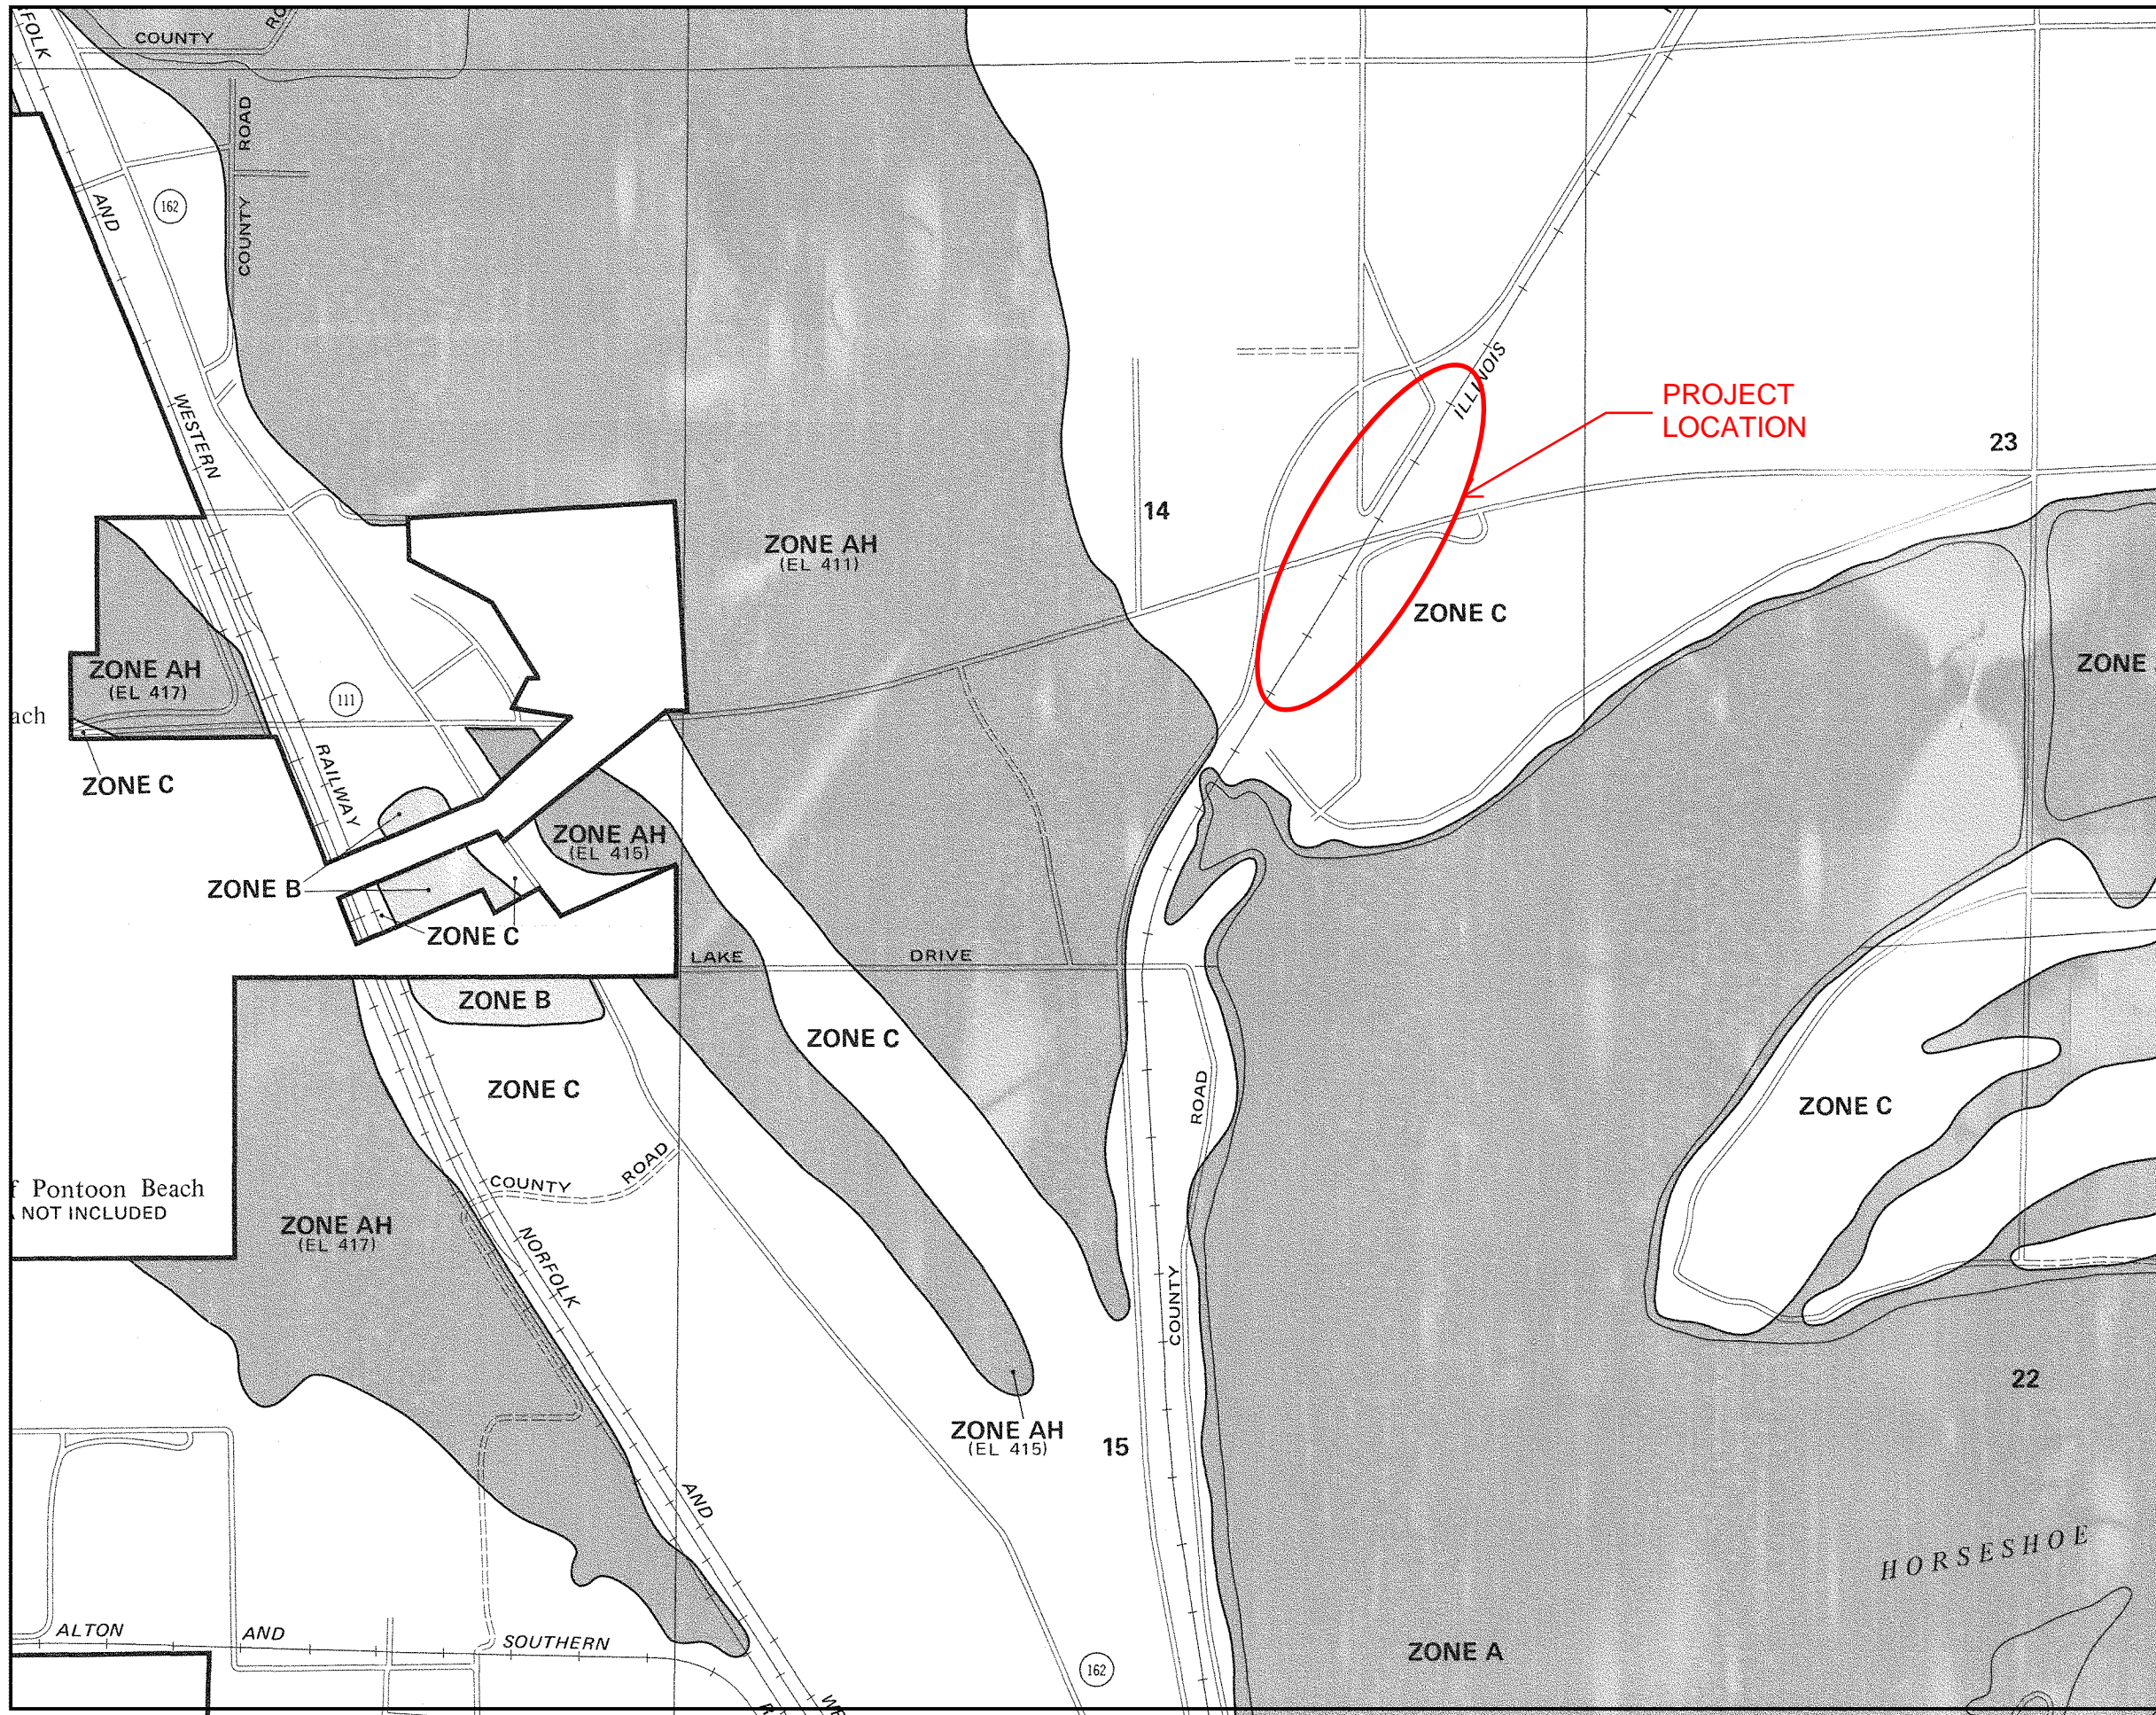 FOLK
COUNTY
RO
ROAD
COUNTY
AND
162
ILLINOIS
PROJECT
LOCATION
WESTERN
23
14
ZONE AH
(EL 411)
ZONE C
ZONE AH
(EL 417)
ZONE
111
ach
RAILWAY
ZONE C
ZONE AH
(EL 415)
ZONE B
ZONE C
LAKE DRIVE
ZONE B
ZONE C
ZONE C
ROAD
ZONE C
COUNTY ROAD
f Pontoon Beach
NOT INCLUDED
ZONE AH
(EL 417)
NORFOLK
COUNTY
22
ZONE AH
(EL 415)
15
AND
HORSESHOE
ALTON AND SOUTHERN
ZONE A
162
R
WE